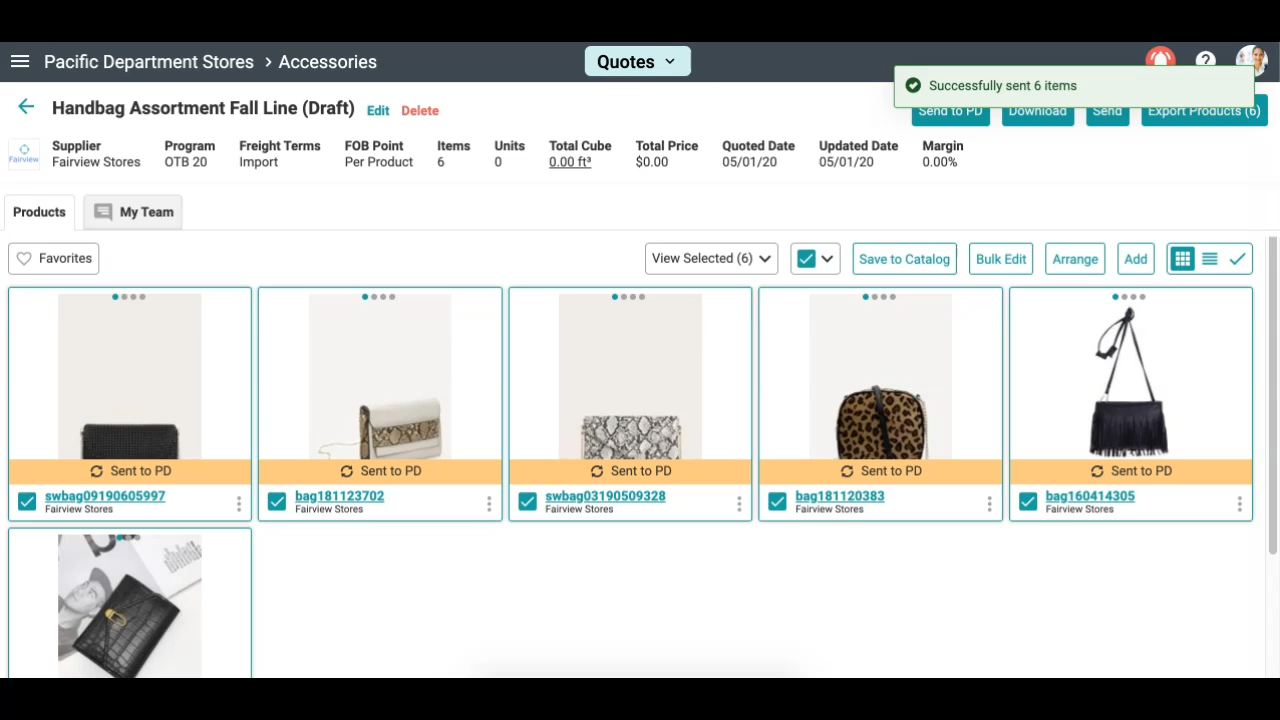 Pacific Department Stores › Accessories
Quotes
?
Successfully sent 6 items
Handbag Assortment Fall Line (Draft) Edit Delete
Send to PD Download Send Export Products (6)
Fairview
Supplier Program Freight Terms FOB Point Items Units Total Cube Total Price Quoted Date Updated Date Margin
Fairview Stores OTB 20 Import Per Product 6 0 0.00 ft³ $0.00 05/01/20 05/01/20 0.00%
Products My Team
Favorites View Selected (6) Save to Catalog Bulk Edit Arrange Add
Sent to PD Sent to PD Sent to PD Sent to PD Sent to PD
swbag09190605997 bag181123702 swbag03190509328 bag181120383 bag160414305
Fairview Stores Fairview Stores Fairview Stores Fairview Stores Fairview Stores